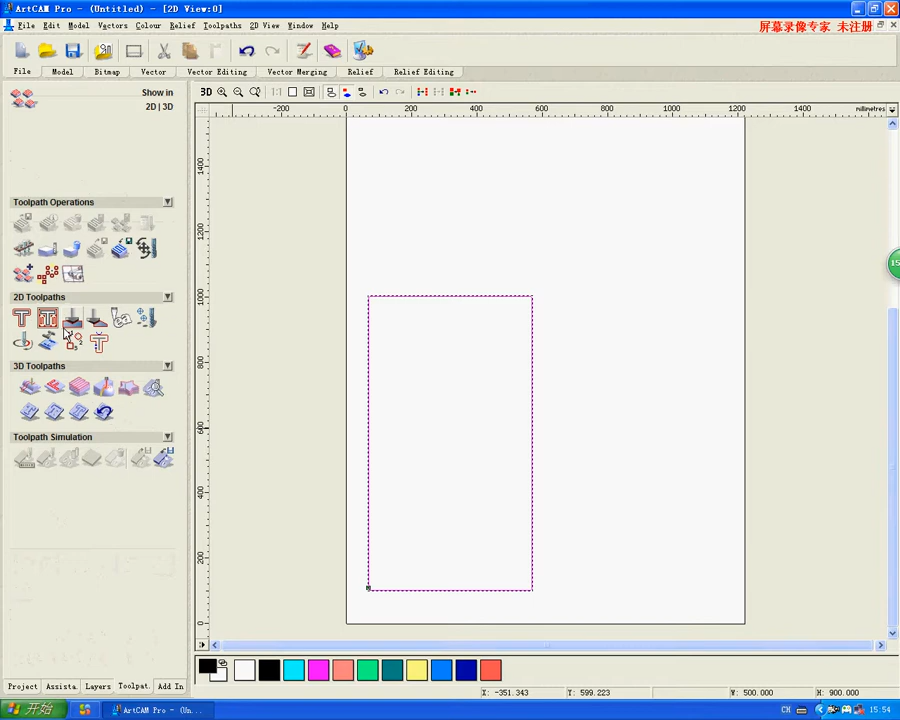 ArtCAM Pro - (Untitled) - [2D View:0]
File Edit Model Vectors Colour Relief Toolpaths 2D View Window Help
屏幕录像专家 未注册
File Model Bitmap Vector Vector Editing Vector Merging Relief Relief Editing
Show in
2D | 3D
3D 1:1
-200 0 200 400 600 800 1000 1200 1400 millimetres
1400
1200
1000
800
600
400
200
0
Toolpath Operations
2D Toolpaths
3D Toolpaths
Toolpath Simulation
15
Project Assista. Layers Toolpat. Add In
X: -351.343 Y: 599.223 W: 500.000 H: 900.000
开始 ArtCAM Pro - (Un... CH 15:54